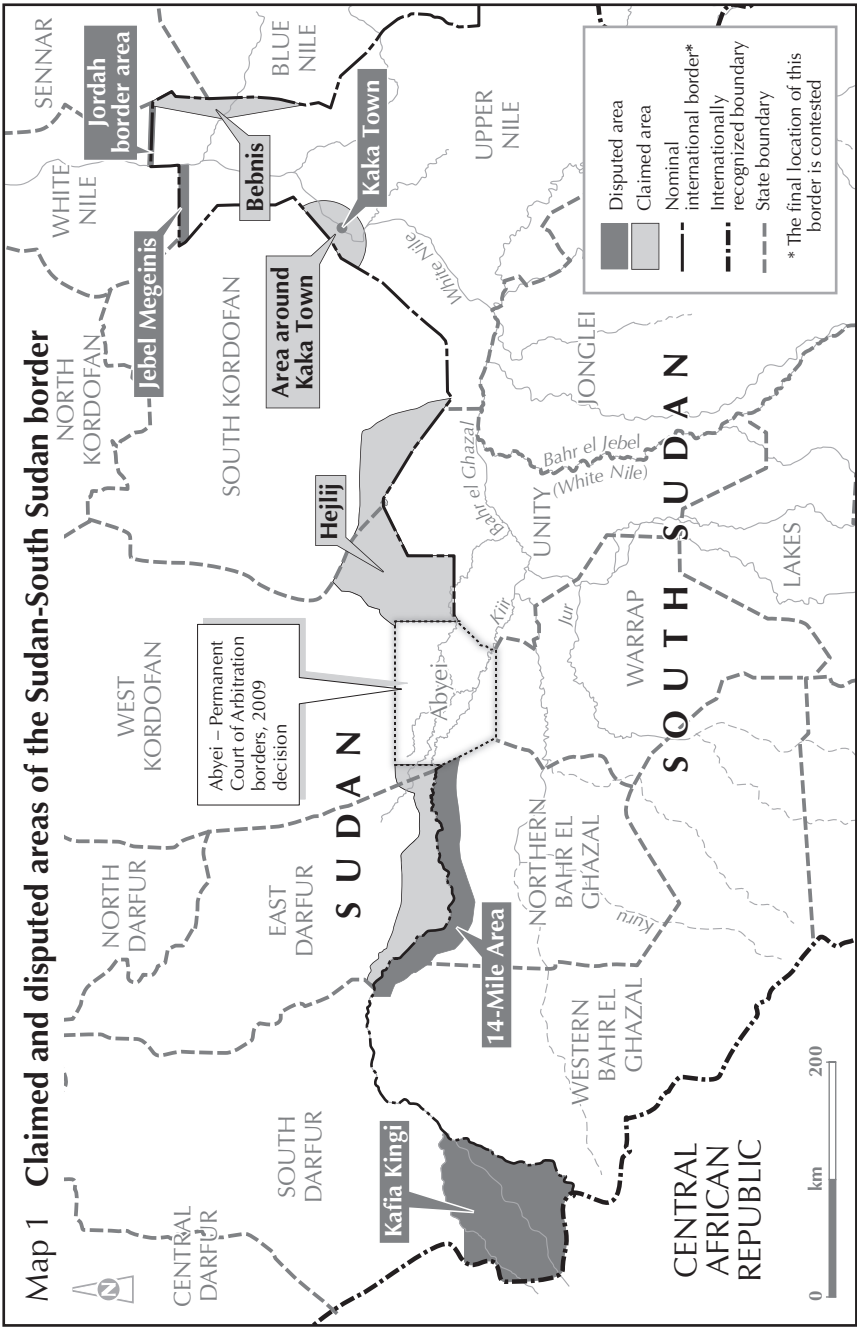 Map 1 Claimed and disputed areas of the Sudan-South Sudan border
N
CENTRAL
DARFUR
SOUTH
DARFUR
NORTH
DARFUR
EAST
DARFUR
WEST
KORDOFAN
NORTH
KORDOFAN
SOUTH KORDOFAN
WHITE
NILE
SENNAR
BLUE
NILE
Jebel Megeinis
Jordah
border area
Bebnis
Kaka Town
Area around
Kaka Town
Hejlij
Abyei – Permanent
Court of Arbitration
borders, 2009
decision
SUDAN
Abyei
14-Mile Area
Kafia Kingi
White Nile
UPPER
NILE
Bahr el Ghazal
Kiir
UNITY
Bahr el Jebel
(White Nile)
JONGLEI
Jur
WARRAP
LAKES
NORTHERN
BAHR EL
GHAZAL
Kuru
WESTERN
BAHR EL
GHAZAL
SOUTH SUDAN
CENTRAL
AFRICAN
REPUBLIC
0 km 200
Disputed area
Claimed area
Nominal
international border*
Internationally
recognized boundary
State boundary
* The final location of this
border is contested